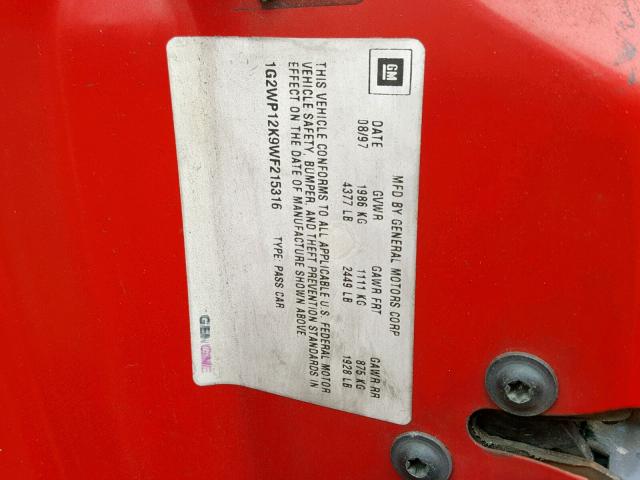 GM
MFD BY GENERAL MOTORS CORP
DATE GVWR GAWR FRT GAWR RR
08/97 1986 KG 1111 KG 875 KG
4377 LB 2449 LB 1928 LB
THIS VEHICLE CONFORMS TO ALL APPLICABLE U.S. FEDERAL MOTOR
VEHICLE SAFETY, BUMPER, AND THEFT PREVENTION STANDARDS IN
EFFECT ON THE DATE OF MANUFACTURE SHOWN ABOVE
1G2WP12K9WF215316 TYPE: PASS CAR
GENUINE